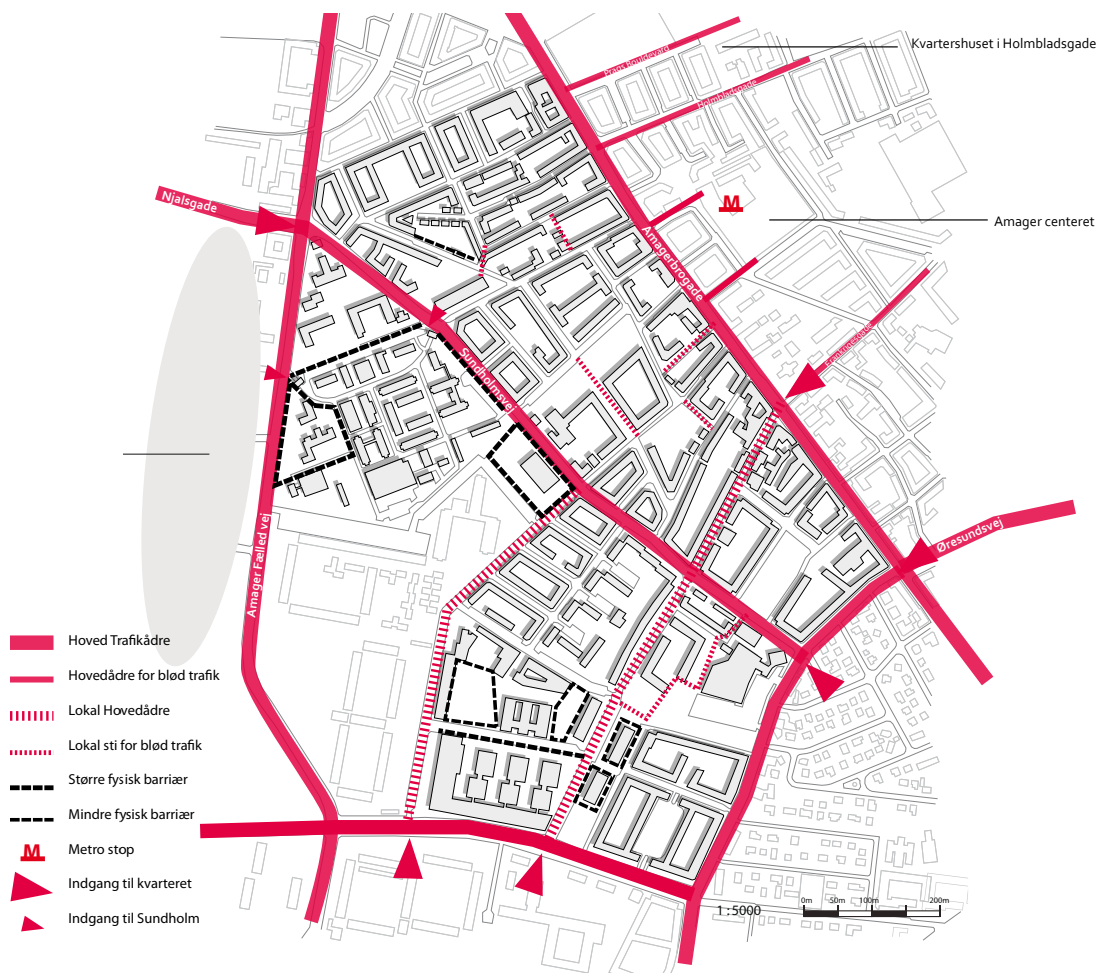 Kvartershuset i Holmbladsgade
Prags Bouldevard
Holmbladsgade
Njalsgade
M
Amager centeret
Amagerbrogade
Sundholmsvej
Øresundsvej
Amager Fælled vej
Hoved Trafikådre
Hovedådre for blød trafik
Lokal Hovedådre
Lokal sti for blød trafik
Større fysisk barriær
Mindre fysisk barriær
M Metro stop
Indgang til kvarteret
Indgang til Sundholm
1 : 5000
0m 50m 100m 200m